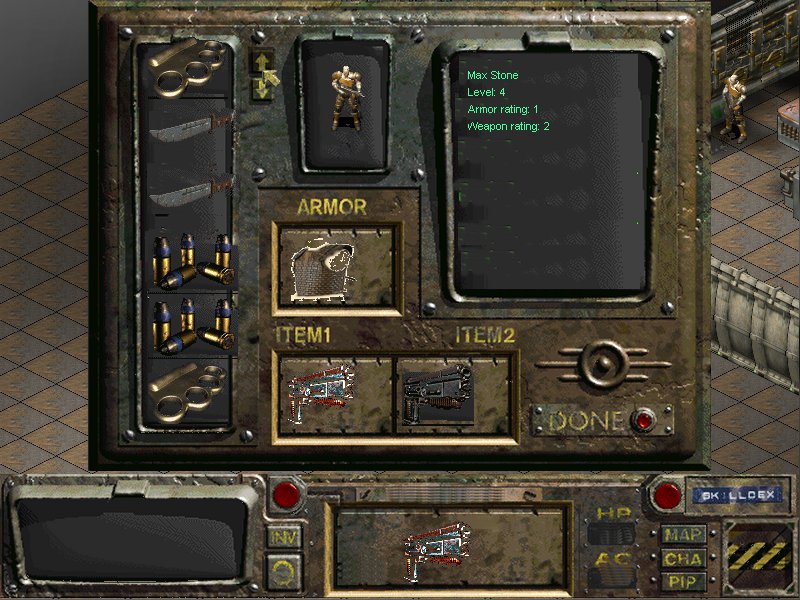 Max Stone
Level: 4
Armor rating: 1
Weapon rating: 2
ARMOR
ITEM1 ITEM2
DONE
SKILLDEX
INV
HP
MAP
AC
CHA
PIP